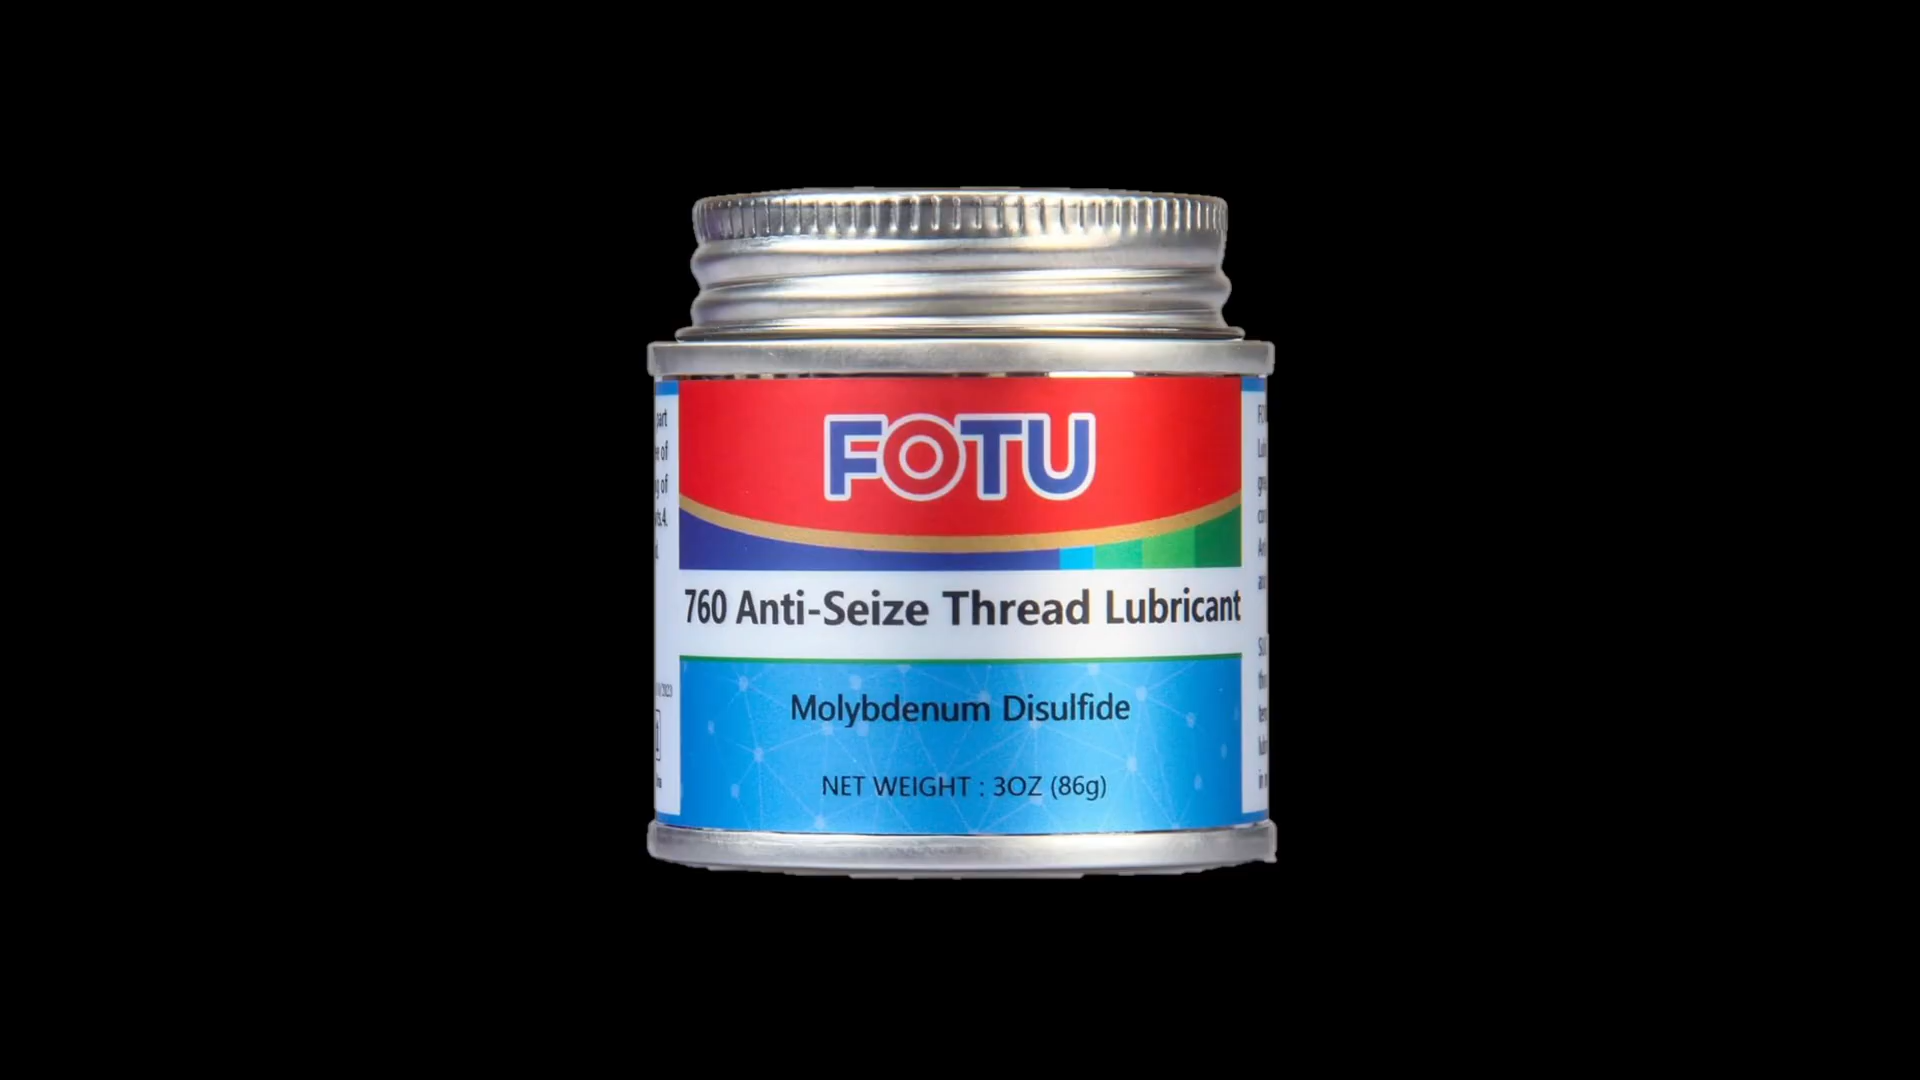 FOTU
760 Anti-Seize Thread Lubricant
Molybdenum Disulfide
NET WEIGHT : 3OZ (86g)